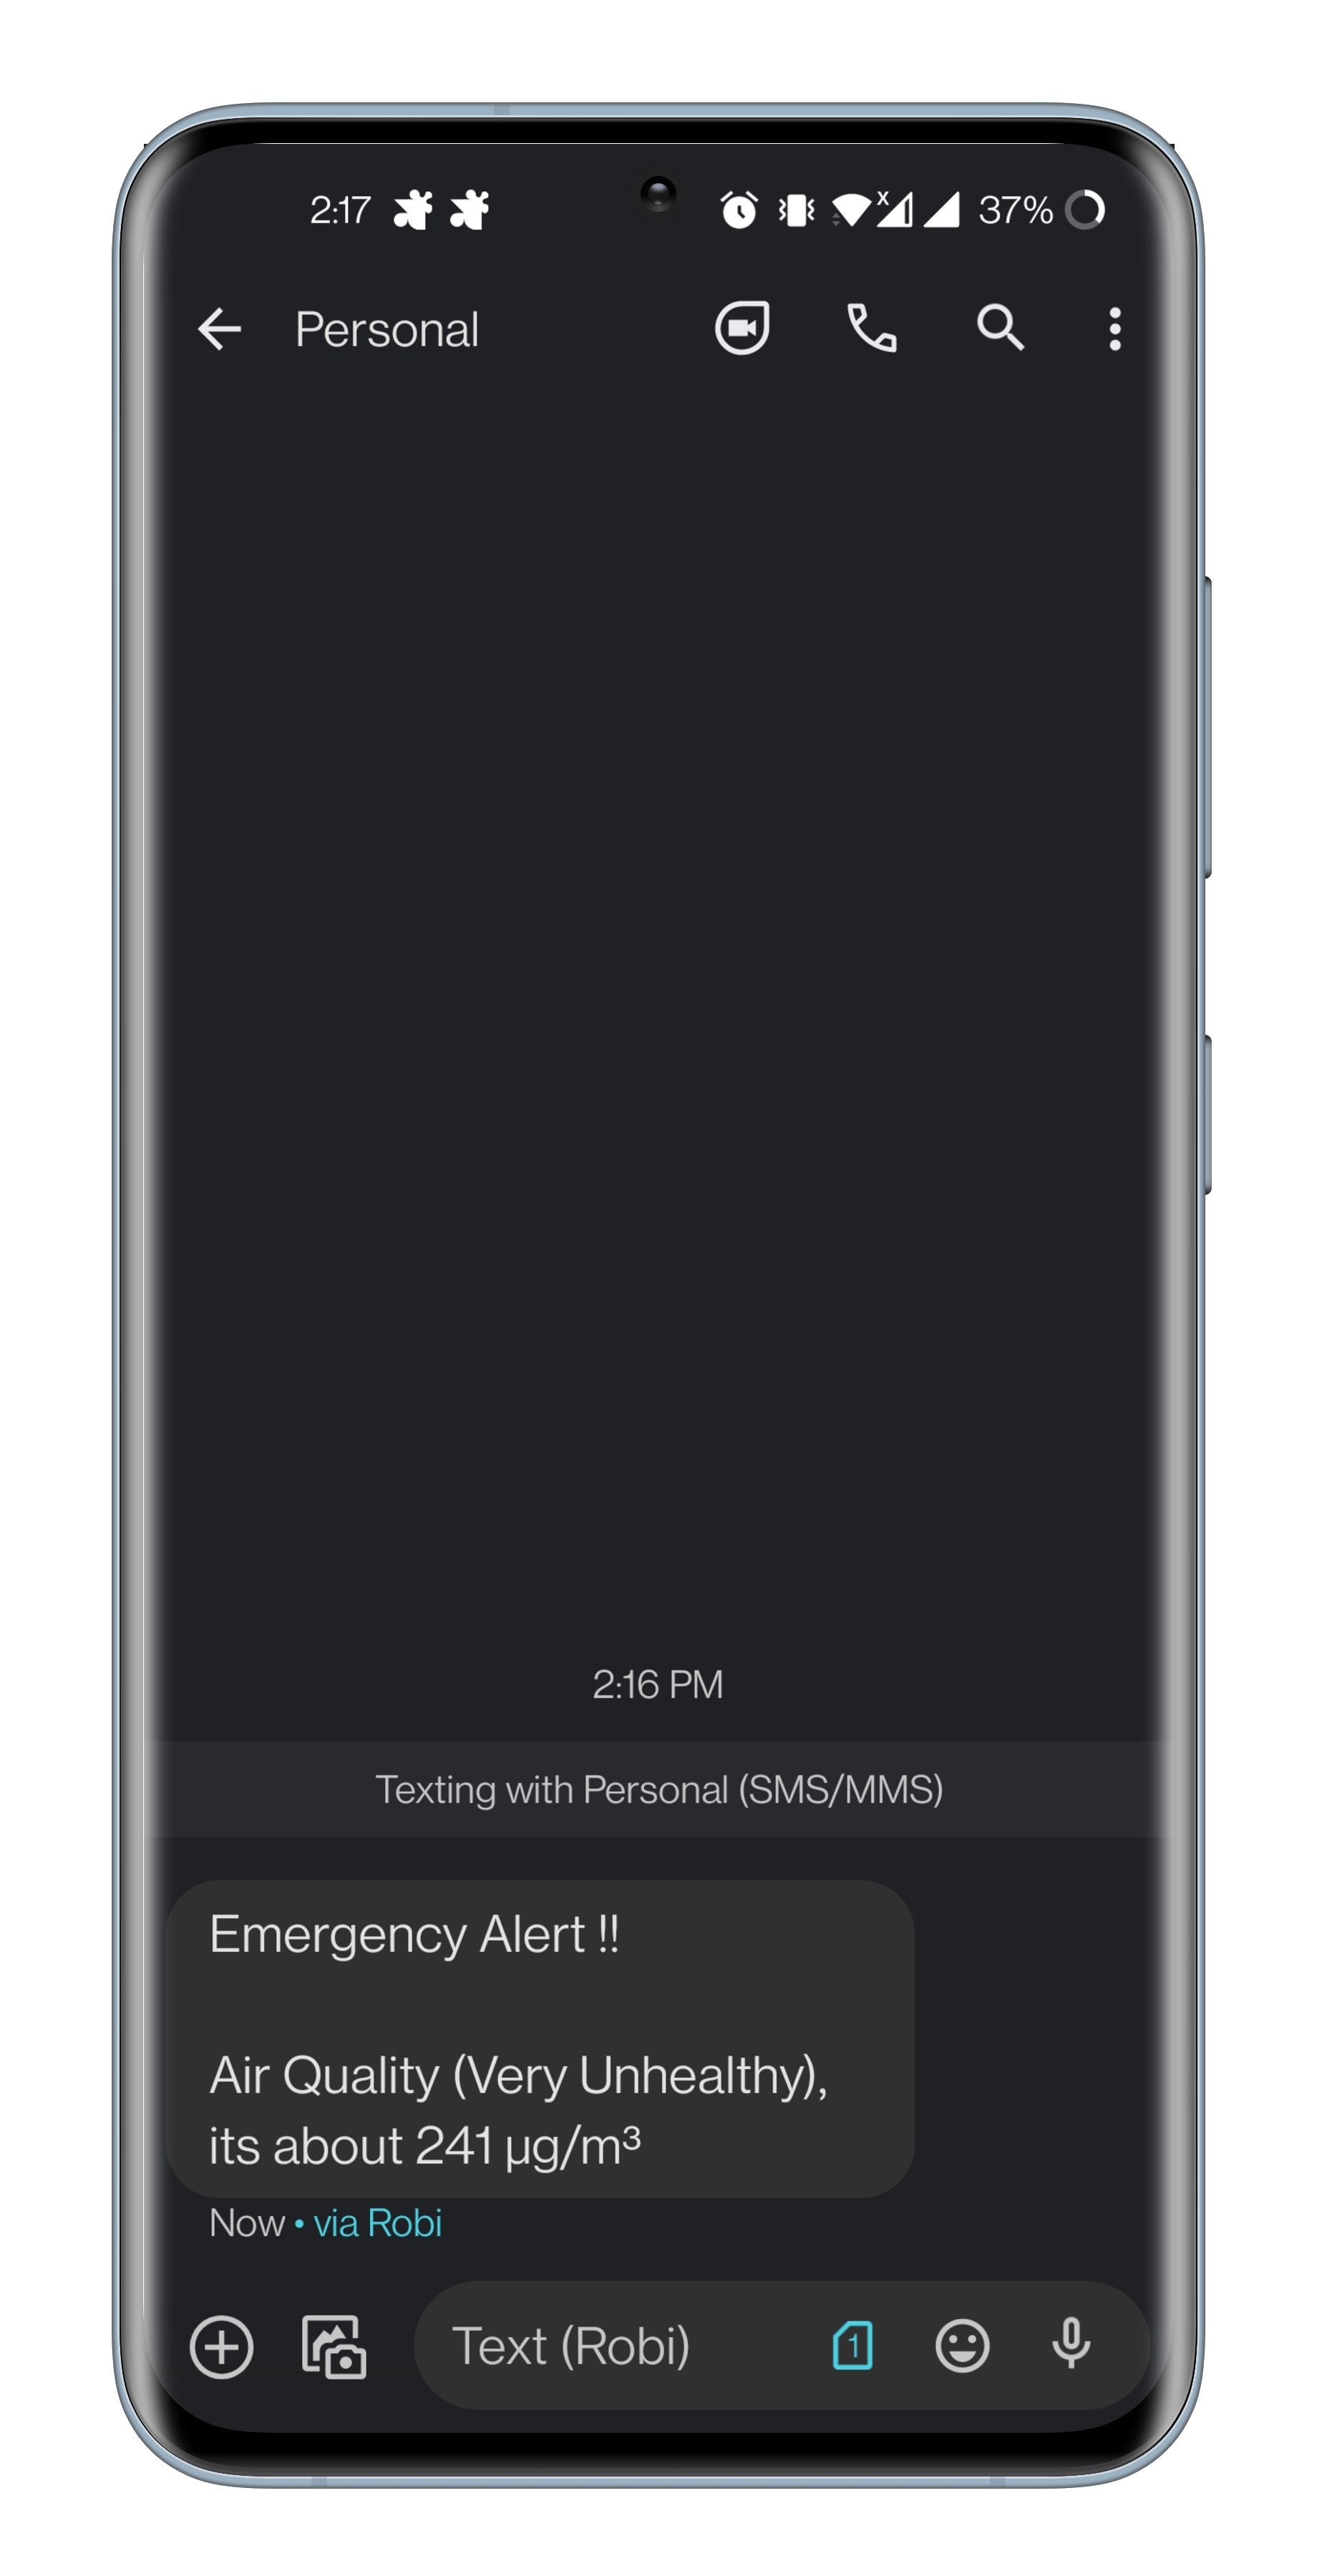 2:17
37%
Personal
2:16 PM
Texting with Personal (SMS/MMS)
Emergency Alert !!
Air Quality (Very Unhealthy),
its about 241 µg/m³
Now • via Robi
Text (Robi)
1